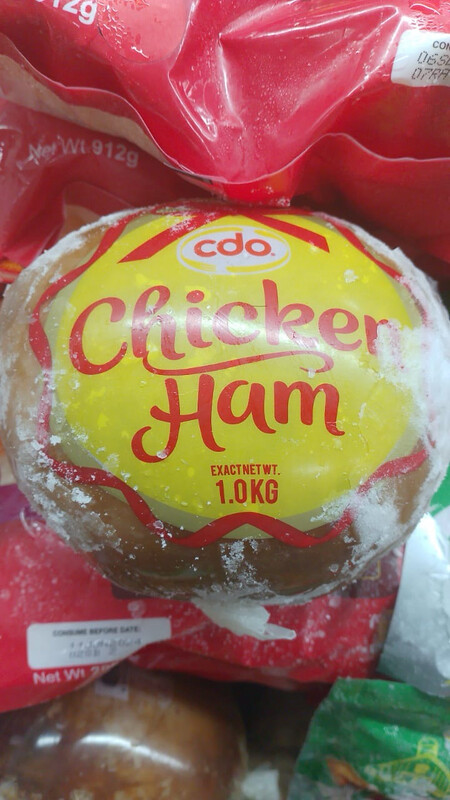 912g
Net Wt. 912g
cdo
Chicken
Ham
EXACT NET WT.
1.0KG
CONSUME BEFORE DATE:
Net Wt